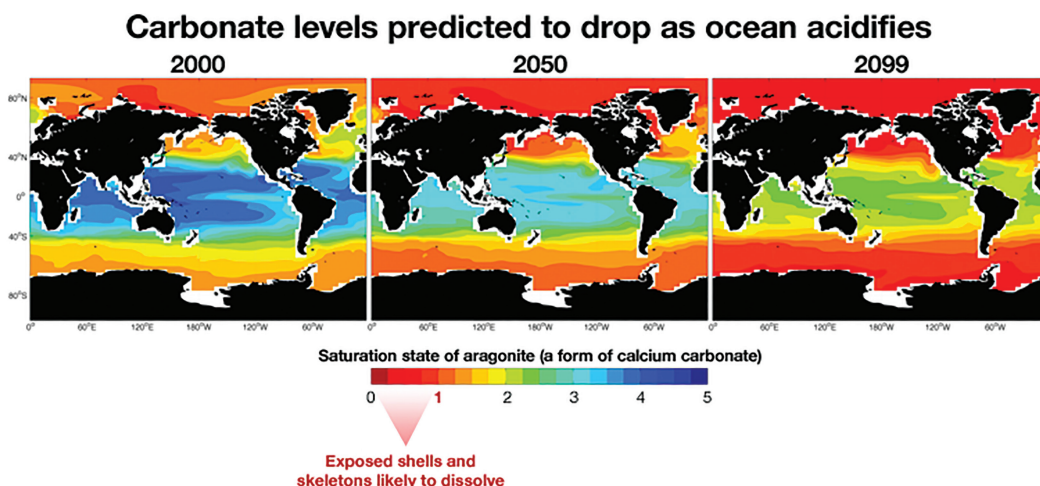 Carbonate levels predicted to drop as ocean acidifies
2000 2050 2099
80°N
40°N
0°
40°S
80°S
0° 60°E 120°E 180°W 120°W 60°W 0° 60°E 120°E 180°W 120°W 60°W 0° 60°E 120°E 180°W 120°W 60°W
Saturation state of aragonite (a form of calcium carbonate)
0 1 2 3 4 5
Exposed shells and
skeletons likely to dissolve